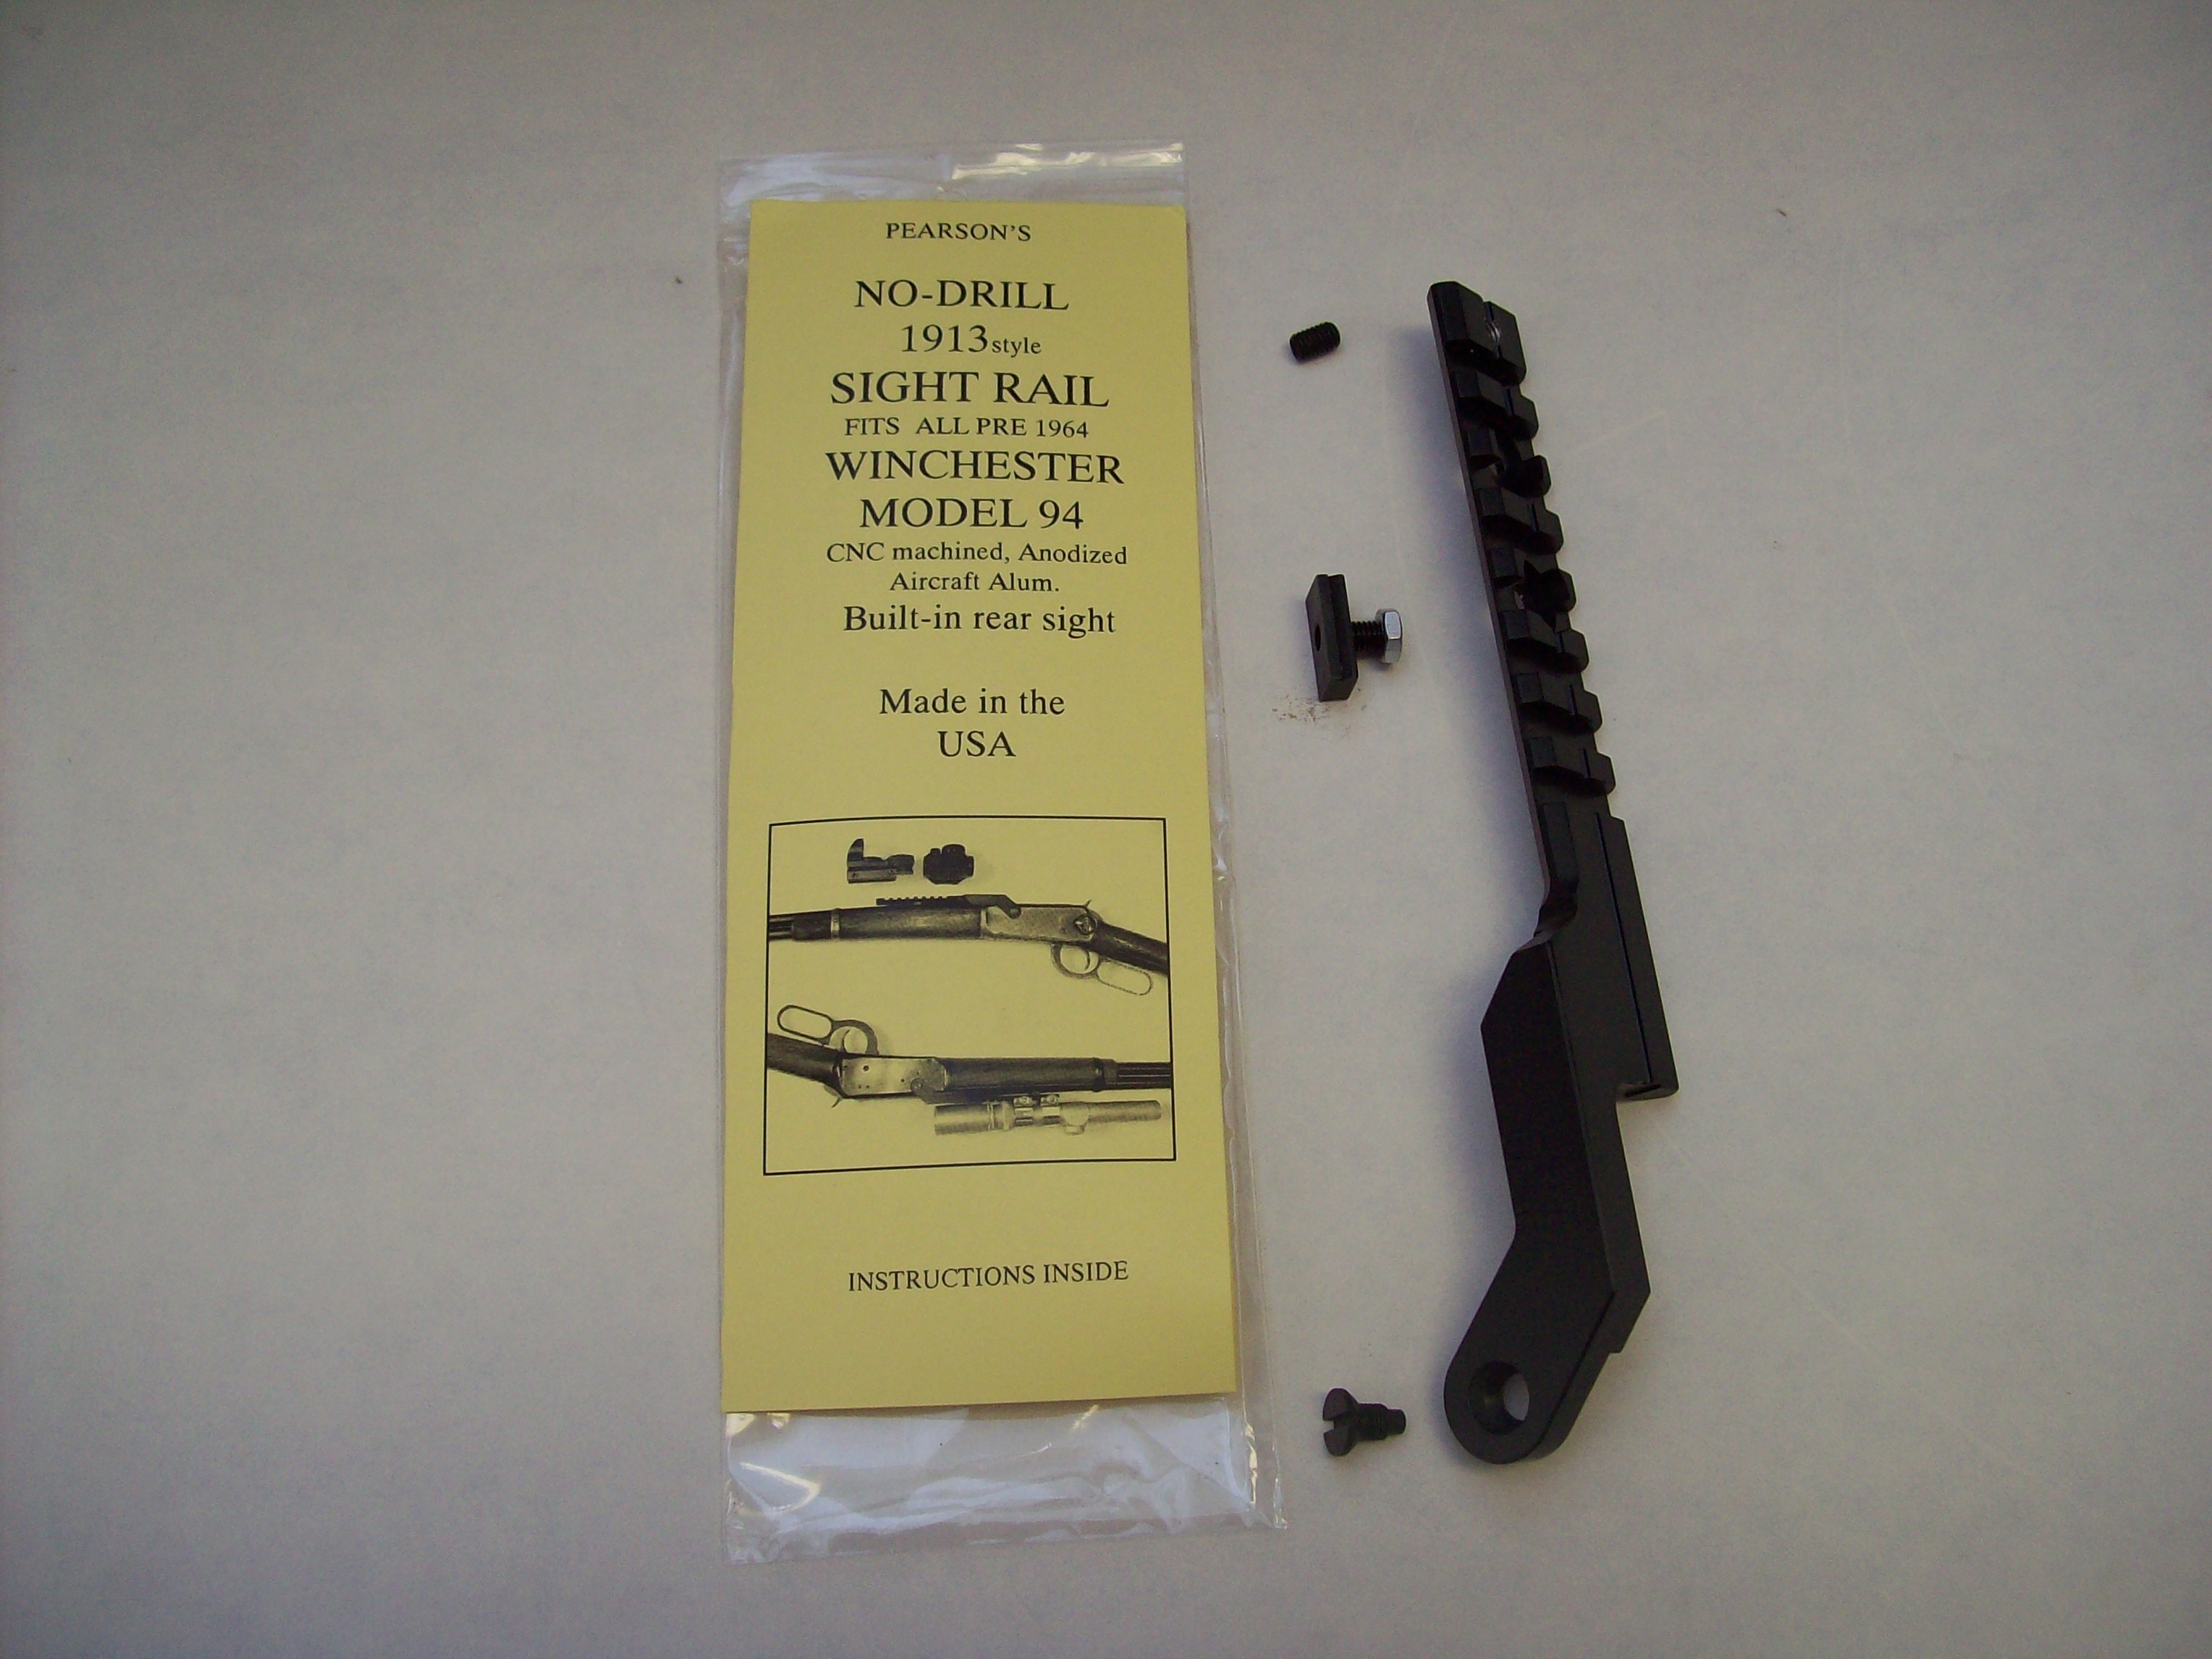 PEARSON'S
NO-DRILL
1913style
SIGHT RAIL
FITS ALL PRE 1964
WINCHESTER
MODEL 94
CNC machined, Anodized
Aircraft Alum.
Built-in rear sight
Made in the
USA
INSTRUCTIONS INSIDE